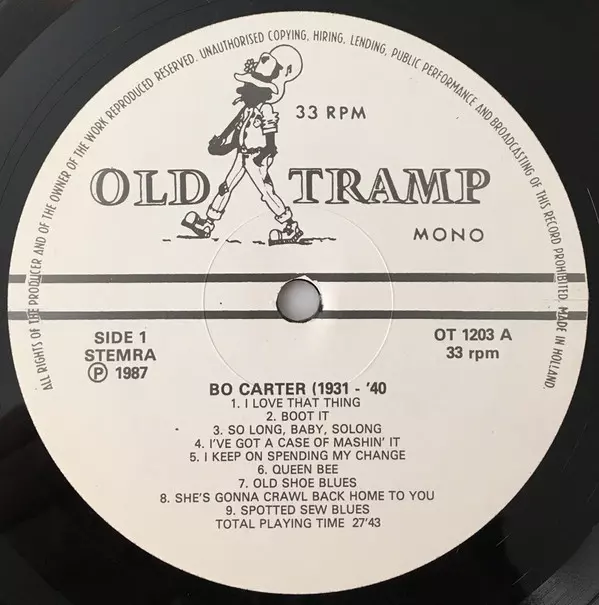 ALL RIGHTS OF THE PRODUCER AND OF THE OWNER OF THE WORK REPRODUCED RESERVED. UNAUTHORISED COPYING, HIRING, LENDING, PUBLIC PERFORMANCE AND BROADCASTING OF THIS RECORD PROHIBITED. MADE IN HOLLAND.
33 RPM
OLD TRAMP
MONO
SIDE 1
STEMRA
Ⓟ 1987
OT 1203 A
33 rpm
BO CARTER (1931 - '40
1. I LOVE THAT THING
2. BOOT IT
3. SO LONG, BABY, SOLONG
4. I'VE GOT A CASE OF MASHIN' IT
5. I KEEP ON SPENDING MY CHANGE
6. QUEEN BEE
7. OLD SHOE BLUES
8. SHE'S GONNA CRAWL BACK HOME TO YOU
9. SPOTTED SEW BLUES
TOTAL PLAYING TIME 27'43